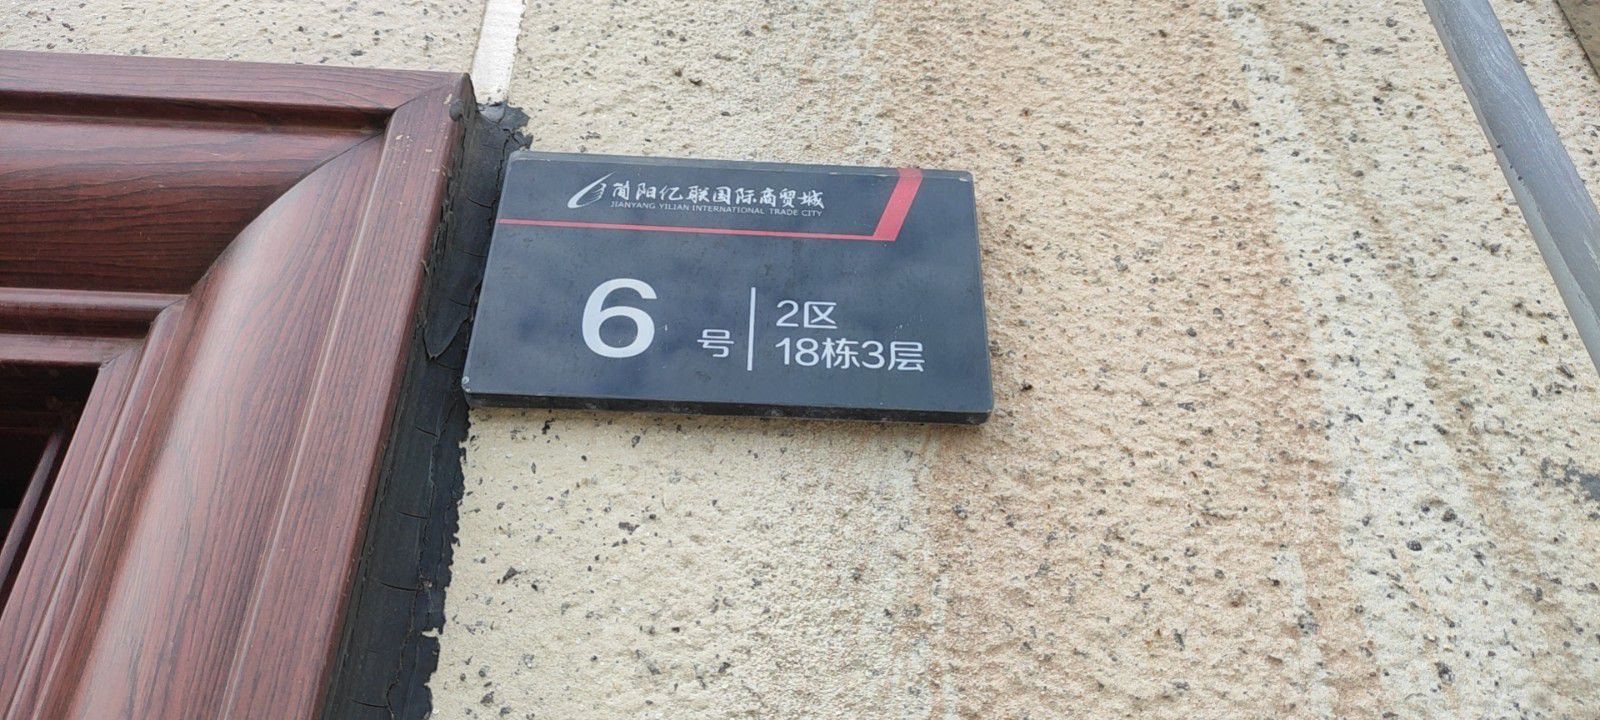 简阳亿联国际商贸城
JIANYANG YILIAN INTERNATIONAL TRADE CITY
6号
2区
18栋3层